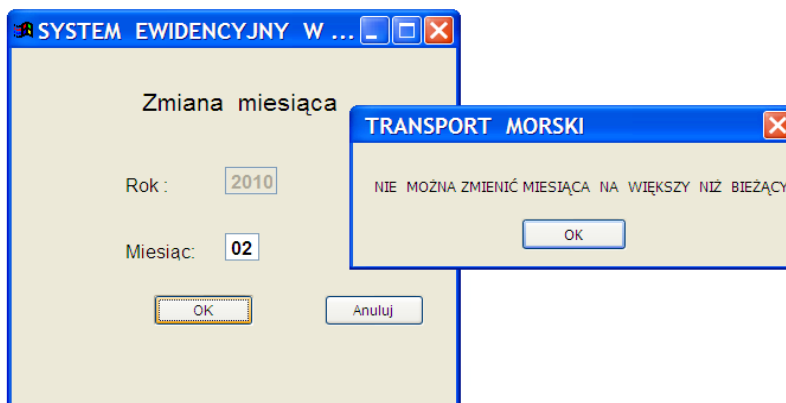 SYSTEM EWIDENCYJNY W ...
Zmiana miesiąca
Rok :
2010
Miesiąc:
02
OK
Anuluj
TRANSPORT MORSKI
NIE MOŻNA ZMIENIĆ MIESIĄCA NA WIĘKSZY NIŻ BIEŻĄCY
OK